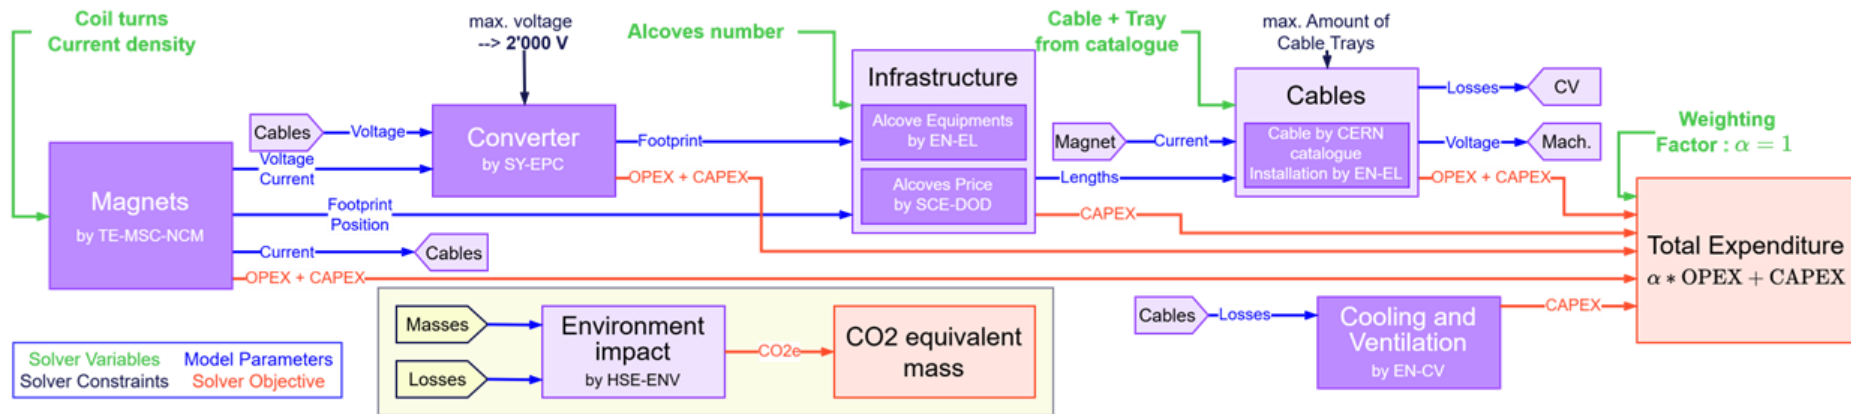 Coil turns
Current density
max. voltage
--> 2'000 V
Alcoves number
Cable + Tray
from catalogue
max. Amount of
Cable Trays
Infrastructure
Alcove Equipments
by EN-EL
Alcoves Price
by SCE-DOD
Cables
Cable by CERN
catalogue
Installation by EN-EL
Losses
CV
Voltage
Mach.
OPEX + CAPEX
Cables
Voltage
Converter
by SY-EPC
Footprint
OPEX + CAPEX
Magnet
Current
Lengths
CAPEX
Weighting
Factor : α = 1
Magnets
by TE-MSC-NCM
Voltage
Current
Footprint
Position
Current
Cables
OPEX + CAPEX
Total Expenditure
α ∗ OPEX + CAPEX
Cables
Losses
Cooling and
Ventilation
by EN-CV
CAPEX
Masses
Losses
Environment
impact
by HSE-ENV
CO2e
CO2 equivalent
mass
Solver Variables Model Parameters
Solver Constraints Solver Objective